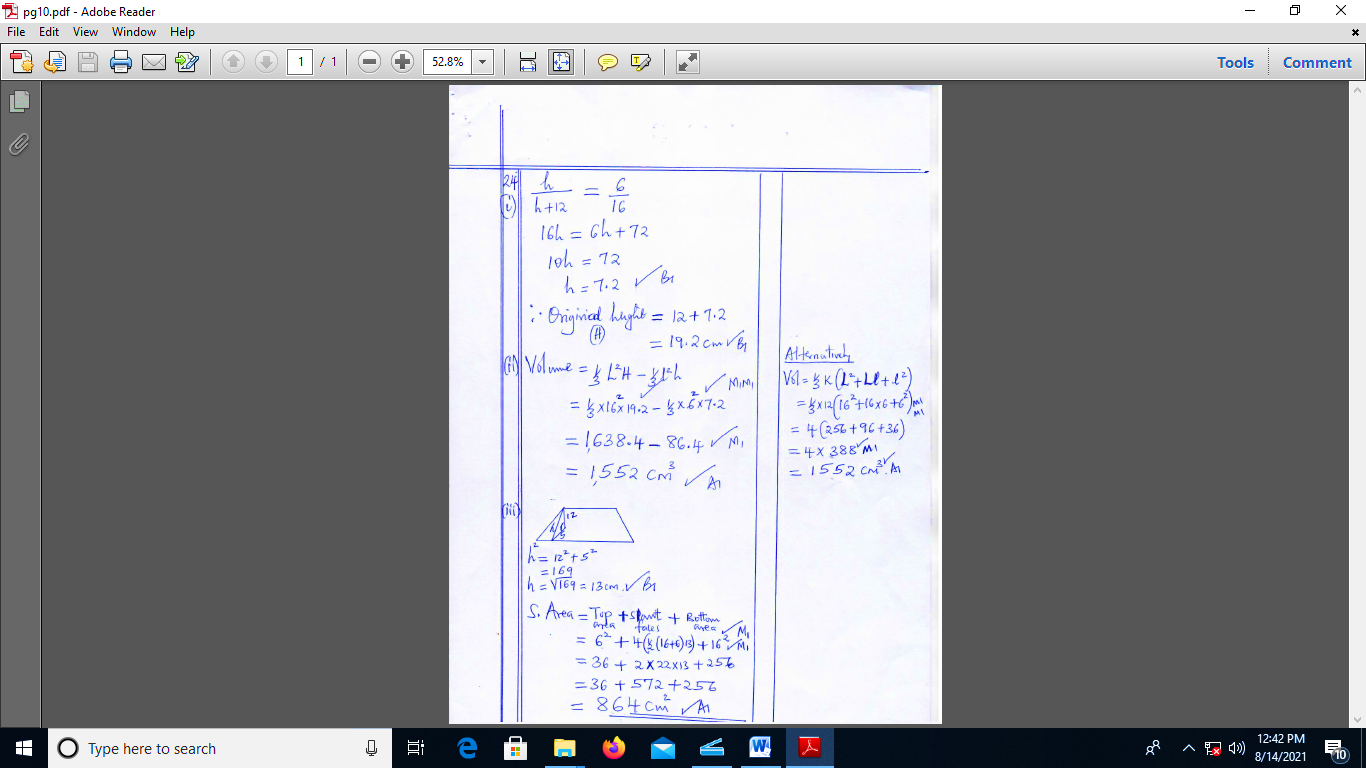 pg10.pdf - Adobe Reader
File Edit View Window Help
1 / 1 52.8% Tools Comment
24
(i) h/(h+12) = 6/16
16h = 6h + 72
10h = 72
h = 7.2 ✓ B1
∴ Original height = 12 + 7.2
(H)
= 19.2 cm ✓ B1
(ii) Volume = ⅓ L²H - ⅓ l²h
= ⅓ × 16² × 19.2 - ⅓ × 6² × 7.2 ✓ ✓ M1M1
= 1,638.4 - 86.4 ✓ M1
= 1,552 cm³ ✓ A1
Alternatively
Vol = ⅓ K (L² + Ll + l²)
= ⅓ × 12 (16² + 16 × 6 + 6²) M1 M1
= 4 (256 + 96 + 36)
= 4 × 388 ✓ M1
= 1552 cm³ ✓. A1
(iii)
12
h
5
h² = 12² + 5²
= 169
h = √169 = 13 cm. ✓ B1
S. Area = Top area + Slant faces + Bottom area ✓ M1
= 6² + 4(½(16+6)13) + 16² ✓ M1
= 36 + 2 × 22 × 13 + 256
= 36 + 572 + 256
= 864 cm² ✓ A1
Type here to search
12:42 PM
8/14/2021
10